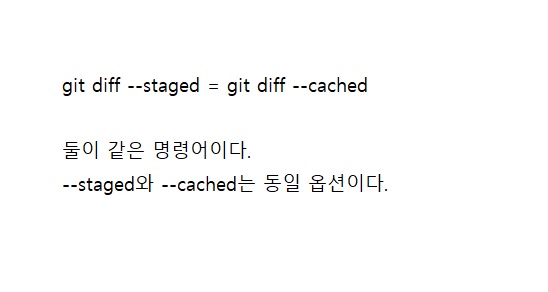 git diff --staged = git diff --cached
둘이 같은 명령어이다.
--staged와 --cached는 동일 옵션이다.